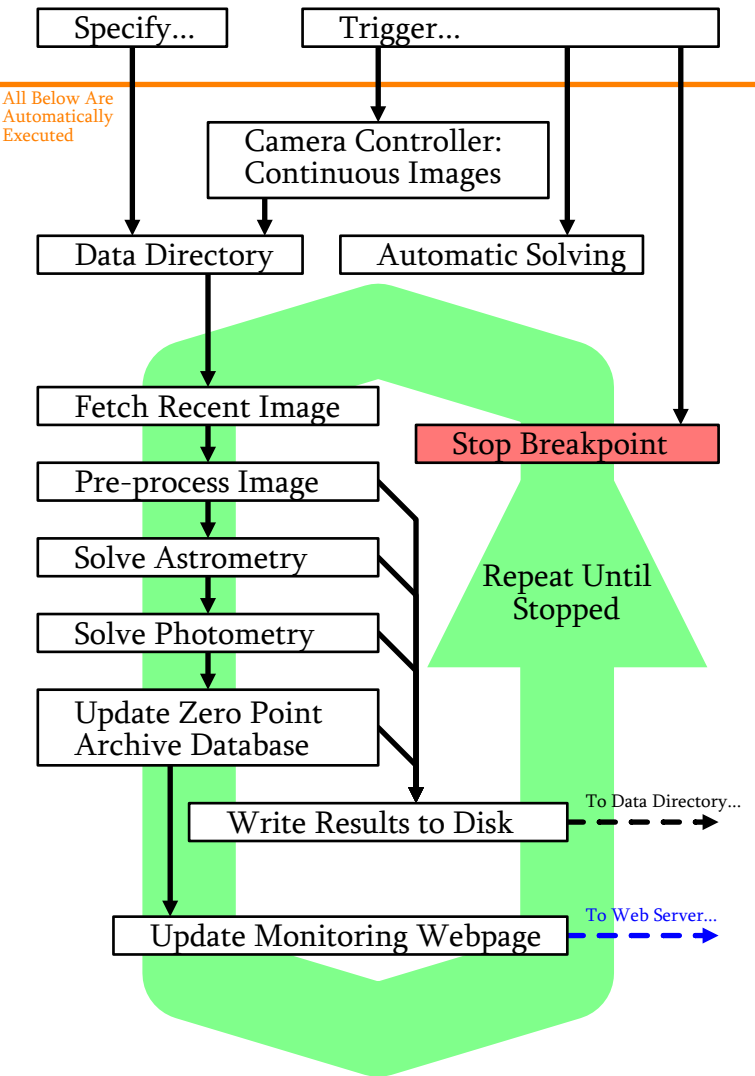 Specify...
Trigger...
All Below Are
Automatically
Executed
Camera Controller:
Continuous Images
Data Directory
Automatic Solving
Fetch Recent Image
Stop Breakpoint
Pre-process Image
Solve Astrometry
Repeat Until
Stopped
Solve Photometry
Update Zero Point
Archive Database
To Data Directory...
Write Results to Disk
To Web Server...
Update Monitoring Webpage